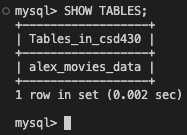 mysql> SHOW TABLES;
+-------------------+
| Tables_in_csd430 |
+-------------------+
| alex_movies_data |
+-------------------+
1 row in set (0.002 sec)
mysql>